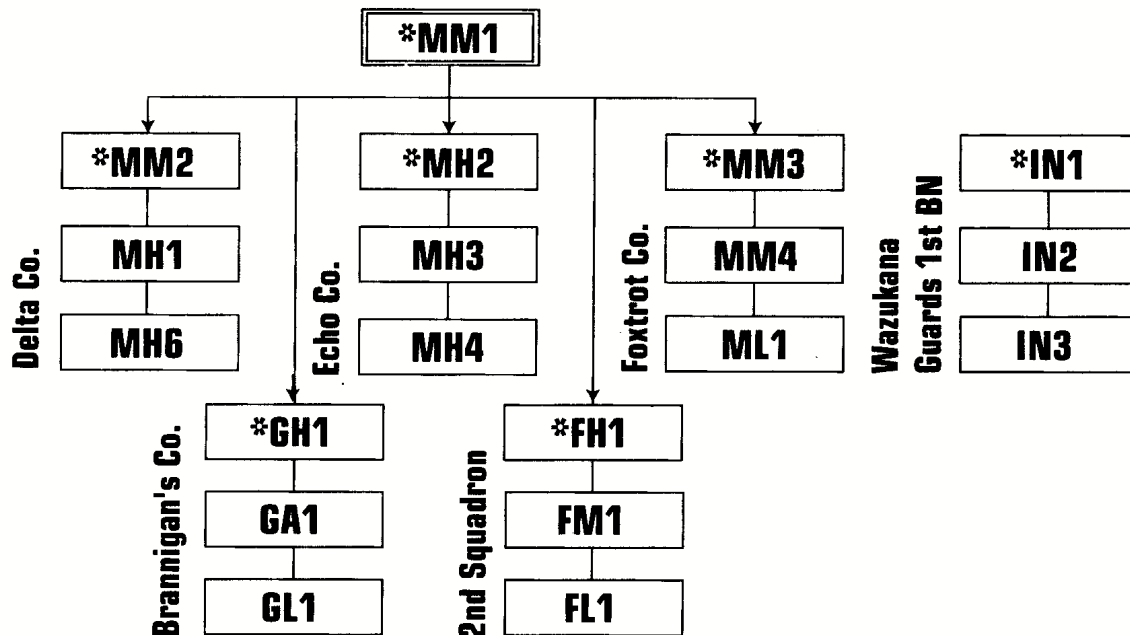 *MM1
Delta Co.
*MM2
MH1
MH6
Echo Co.
*MH2
MH3
MH4
Foxtrot Co.
*MM3
MM4
ML1
Wazukana
Guards 1st BN
*IN1
IN2
IN3
Brannigan's Co.
*GH1
GA1
GL1
2nd Squadron
*FH1
FM1
FL1